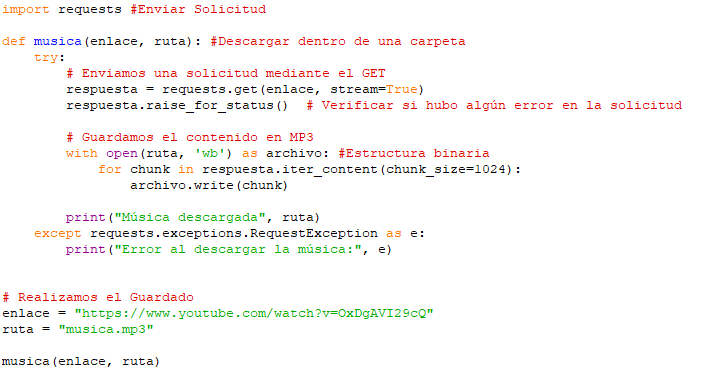 import requests #Enviar Solicitud

def musica(enlace, ruta): #Descargar dentro de una carpeta
    try:
        # Enviamos una solicitud mediante el GET
        respuesta = requests.get(enlace, stream=True)
        respuesta.raise_for_status()  # Verificar si hubo algún error en la solicitud

        # Guardamos el contenido en MP3
        with open(ruta, 'wb') as archivo: #Estructura binaria
            for chunk in respuesta.iter_content(chunk_size=1024):
                archivo.write(chunk)

        print("Música descargada", ruta)
    except requests.exceptions.RequestException as e:
        print("Error al descargar la música:", e)


# Realizamos el Guardado
enlace = "https://www.youtube.com/watch?v=OxDgAVI29cQ"
ruta = "musica.mp3"

musica(enlace, ruta)